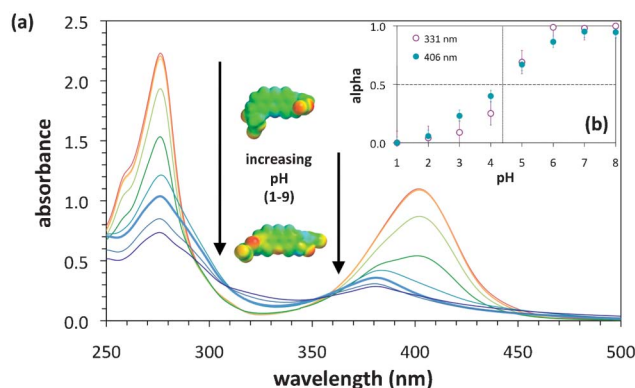 (a)
2.5
2.0
1.5
1.0
0.5
0.0
absorbance
250
300
350
400
450
500
wavelength (nm)
increasing
pH
(1-9)
331 nm
406 nm
1.0
0.5
0.0
alpha
(b)
1
2
3
4
5
6
7
8
pH